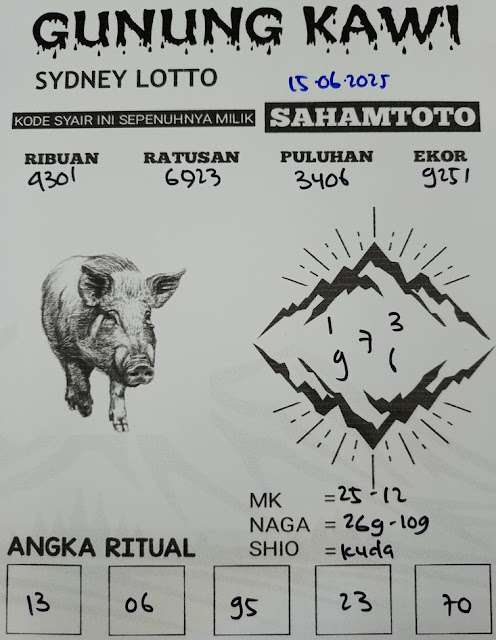 GUNUNG KAWI
SYDNEY LOTTO 15-06-2025
KODE SYAIR INI SEPENUHNYA MILIK SAHAMTOTO
RIBUAN RATUSAN PULUHAN EKOR
9301 6923 3406 9251
1 3
7
9 6
MK = 25-12
NAGA = 269-109
SHIO = Kuda
ANGKA RITUAL
13 06 95 23 70